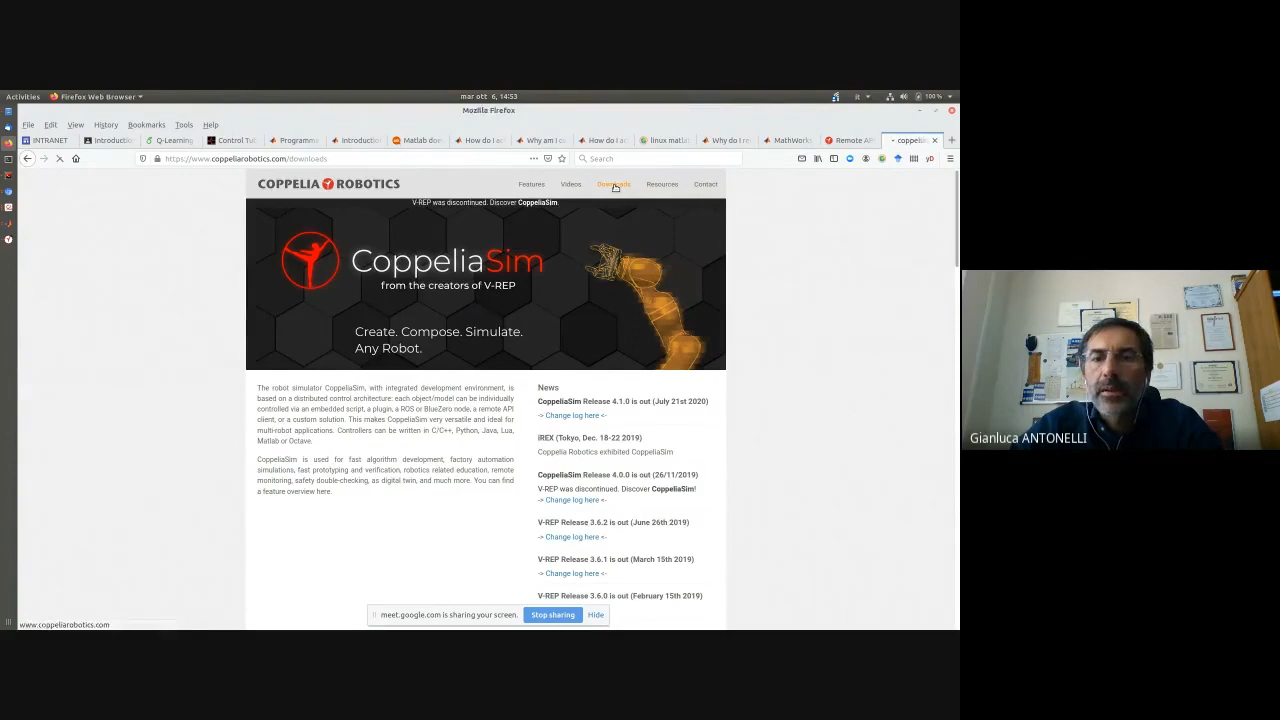 Activities Firefox Web Browser mar ott 6, 14:53 it 100 %
Mozilla Firefox
File Edit View History Bookmarks Tools Help
INTRANET Introduction Q-Learning Control Tut Programma Introduction Matlab doe How do I ac Why am I co How do I ac linux matla Why do I re MathWorks Remote API coppelia
https://www.coppeliarobotics.com/downloads Search
COPPELIA ROBOTICS Features Videos Downloads Resources Contact
V-REP was discontinued. Discover CoppeliaSim.
CoppeliaSim
from the creators of V-REP
Create. Compose. Simulate.
Any Robot.
The robot simulator CoppeliaSim, with integrated development environment, is
based on a distributed control architecture: each object/model can be individually
controlled via an embedded script, a plugin, a ROS or BlueZero node, a remote API
client, or a custom solution. This makes CoppeliaSim very versatile and ideal for
multi-robot applications. Controllers can be written in C/C++, Python, Java, Lua,
Matlab or Octave.
CoppeliaSim is used for fast algorithm development, factory automation
simulations, fast prototyping and verification, robotics related education, remote
monitoring, safety double-checking, as digital twin, and much more. You can find
a feature overview here.
News
CoppeliaSim Release 4.1.0 is out (July 21st 2020)
-> Change log here <-
iREX (Tokyo, Dec. 18-22 2019)
Coppelia Robotics exhibited CoppeliaSim
CoppeliaSim Release 4.0.0 is out (26/11/2019)
V-REP was discontinued. Discover CoppeliaSim!
-> Change log here <-
V-REP Release 3.6.2 is out (June 26th 2019)
-> Change log here <-
V-REP Release 3.6.1 is out (March 15th 2019)
-> Change log here <-
V-REP Release 3.6.0 is out (February 15th 2019)
meet.google.com is sharing your screen. Stop sharing Hide
www.coppeliarobotics.com
Gianluca ANTONELLI